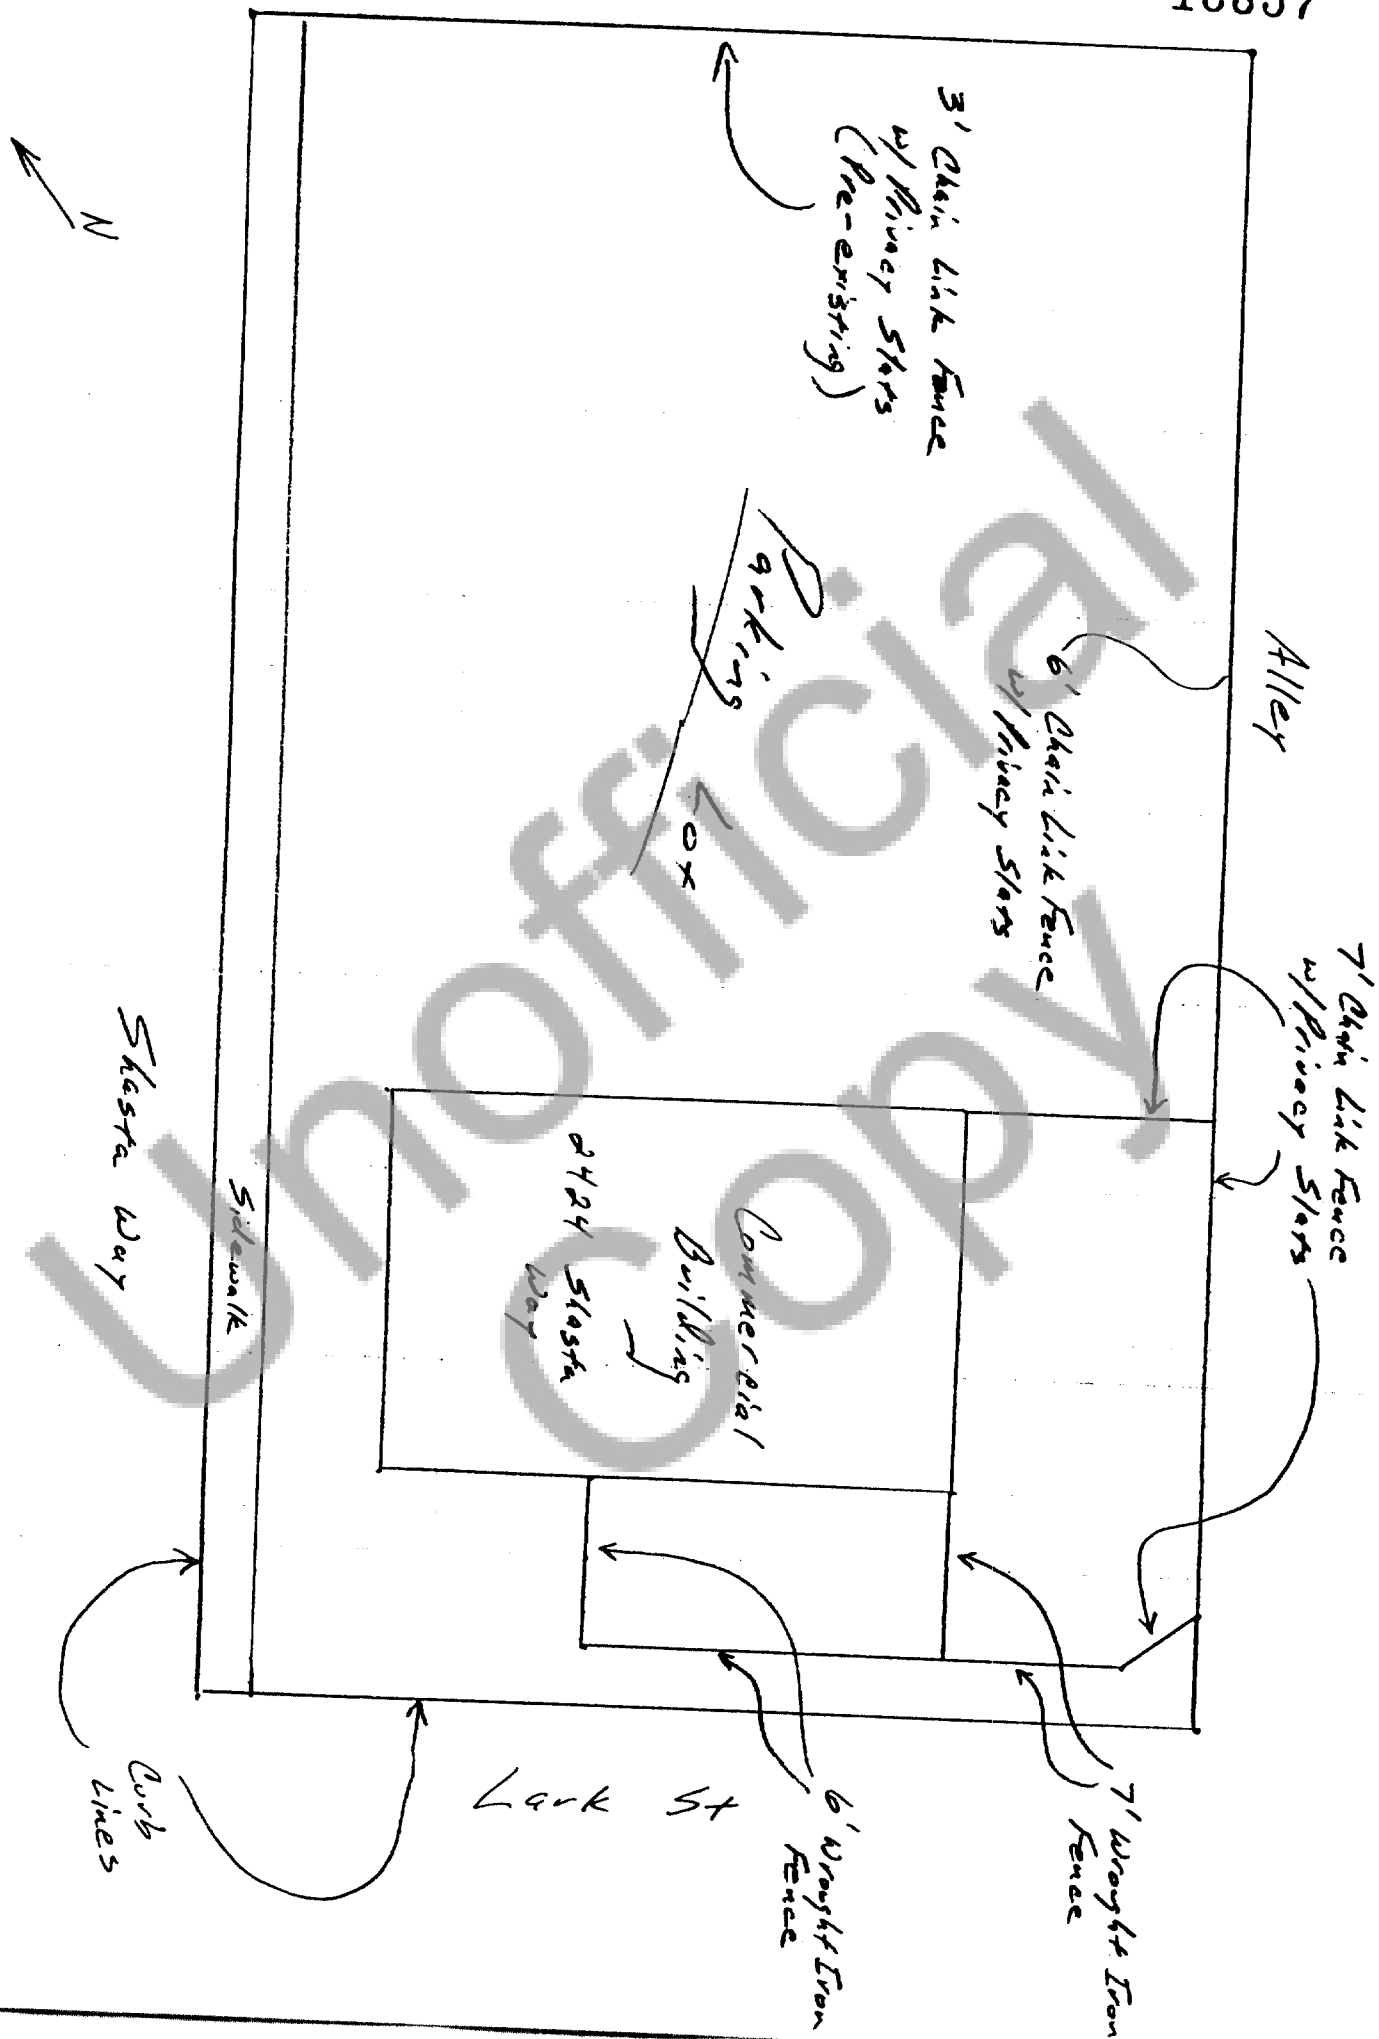 3' Chain Link Fence
w/ Privacy Slats
(Pre-existing)
N
Alley
6' Chain Link Fence
w/ Privacy Slats
7' Chain Link Fence
w/ Privacy Slats
Parking
Lot
Commercial
Building
2424 Shasta
Way
Sidewalk
Shasta Way
7' Wrought Iron
Fence
6' Wrought Iron
Fence
Lark St
Curb
Lines
Unofficial
Copy